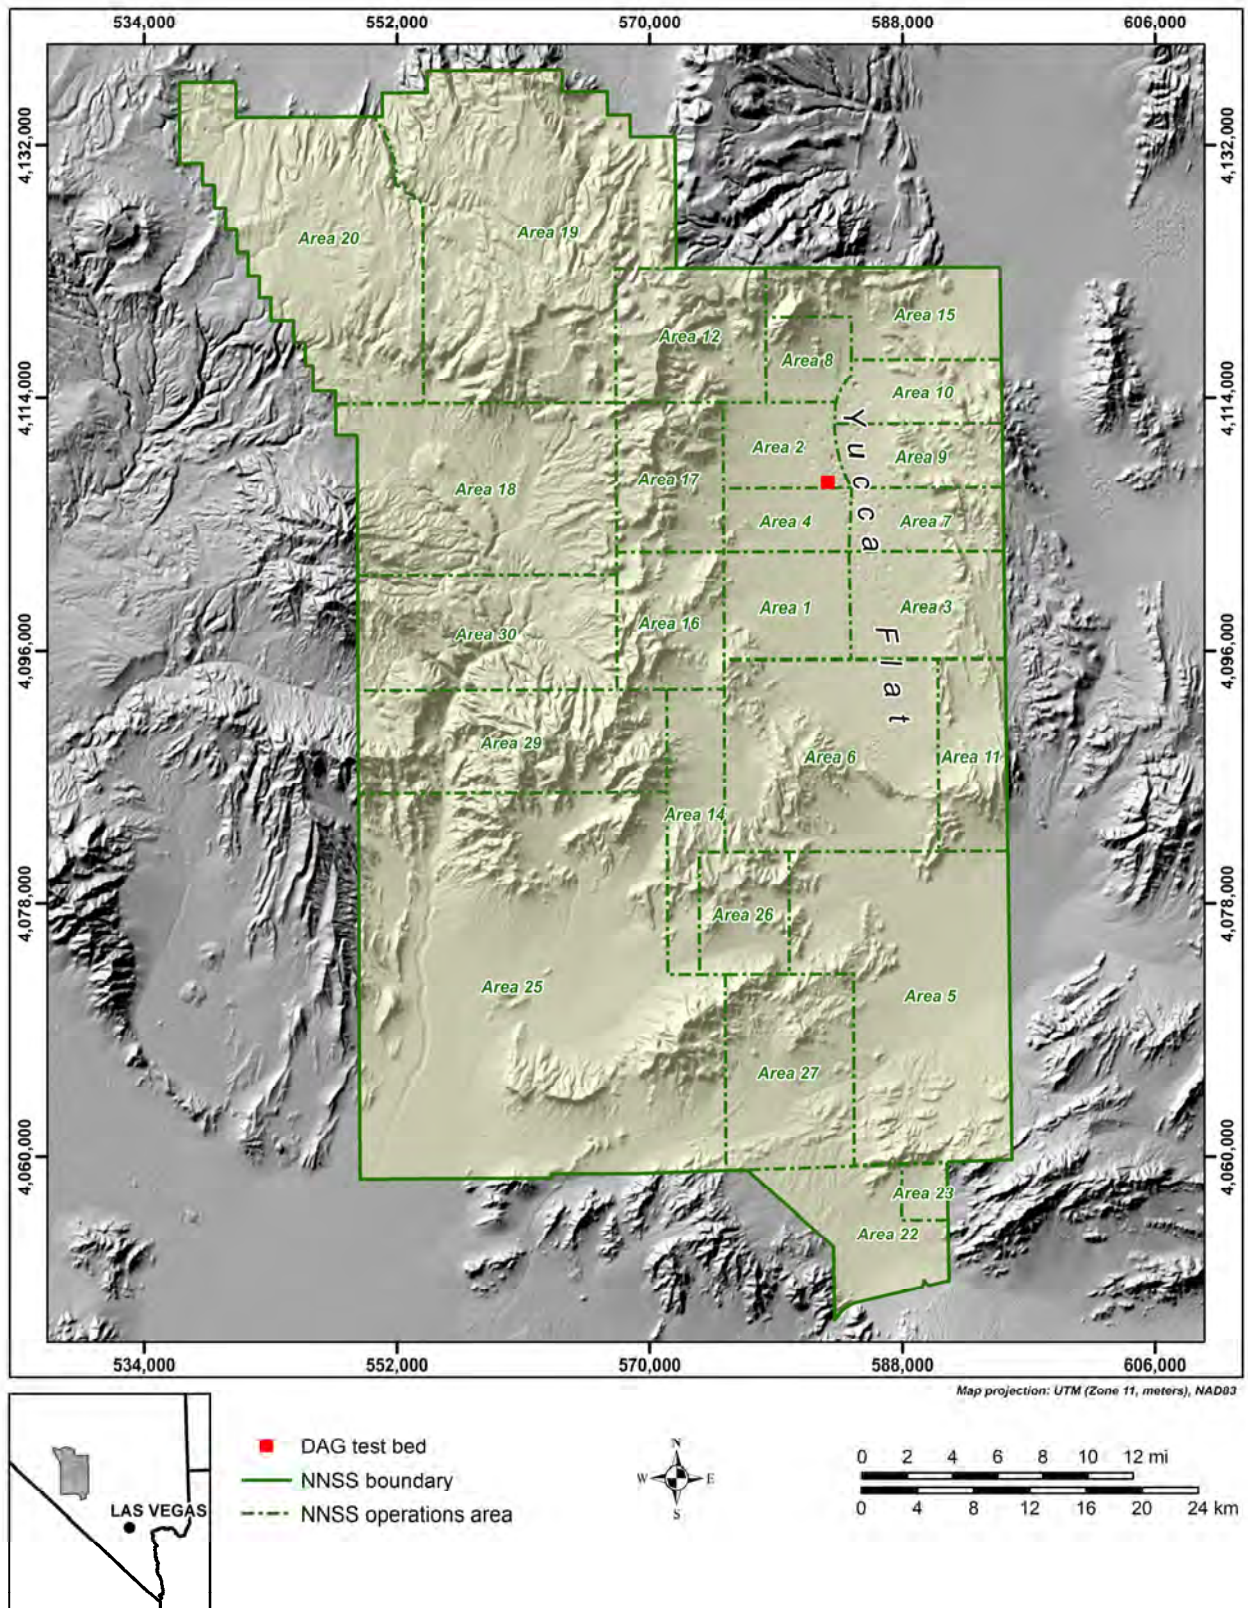 534,000 552,000 570,000 588,000 606,000
4,132,000 4,132,000
Area 20 Area 19
Area 15
Area 12
Area 8
Area 10
4,114,000 4,114,000
Yucca
Area 2
Area 9
Area 17
Area 18
Area 4 Area 7
Area 1 Area 3
Area 16
Area 30
Flat
4,096,000 4,096,000
Area 29
Area 6 Area 11
Area 14
4,078,000 4,078,000
Area 26
Area 25
Area 5
Area 27
4,060,000 4,060,000
Area 23
Area 22
534,000 552,000 570,000 588,000 606,000
Map projection: UTM (Zone 11, meters), NAD83
LAS VEGAS
DAG test bed
NNSS boundary
NNSS operations area
N
W E
S
0 2 4 6 8 10 12 mi
0 4 8 12 16 20 24 km